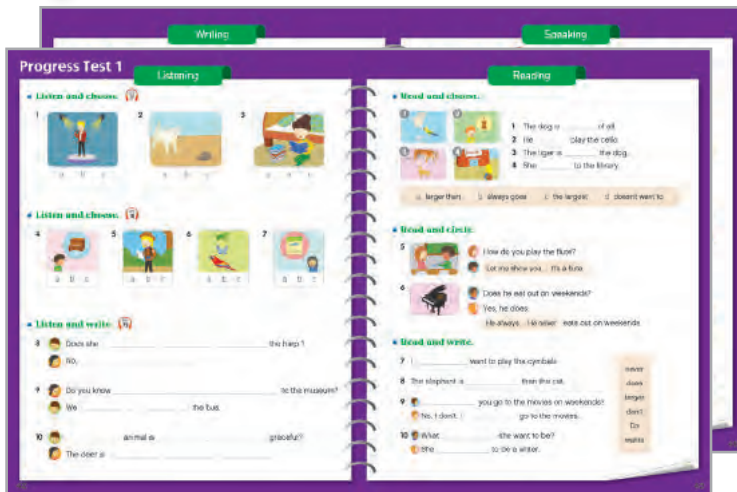 Writing
Speaking
Progress Test 1
Listening
Listen and choose.
1
2
3
a b c
a b c
a b c
Listen and choose.
4
5
6
7
a b c
a b c
a b c
a b c
Listen and write.
8 Does she the harp?
No,
9 Do you know to the museum?
We the bus.
10 animal is graceful?
The deer is
Reading
Read and choose.
1 The dog is of all.
2 He play the cello.
3 The tiger is the dog.
4 She to the library.
a larger than b always goes c the largest d doesn't want to
Read and circle.
5 How do you play the flute?
Let me show you. It's a flute.
6 Does he eat out on weekends?
Yes, he does.
He always He never eats out on weekends.
Read and write.
7 I want to play the cymbals.
8 The elephant is than the cat.
9 you go to the movies on weekends?
No, I don't. I go to the movies.
10 What she want to be?
She to be a writer.
never
does
larger
don't
Do
wants